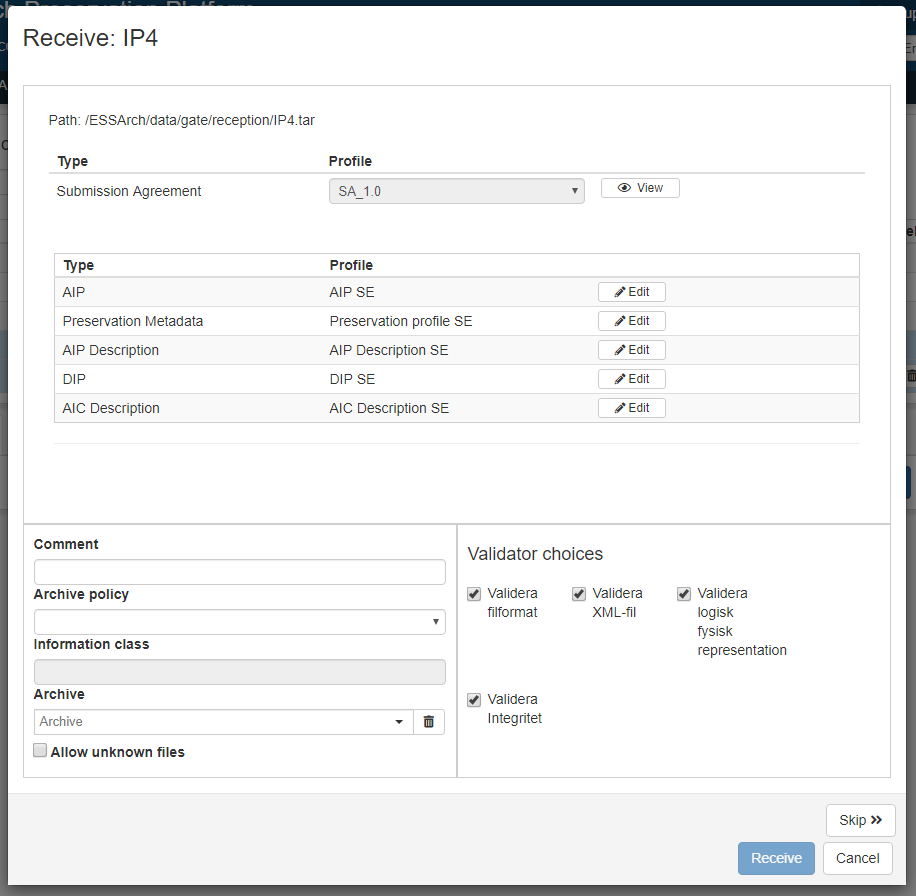 Receive: IP4
Path: /ESSArch/data/gate/reception/IP4.tar
Type Profile
Submission Agreement SA_1.0 View
Type Profile
AIP AIP SE Edit
Preservation Metadata Preservation profile SE Edit
AIP Description AIP Description SE Edit
DIP DIP SE Edit
AIC Description AIC Description SE Edit
Comment
Archive policy
Information class
Archive
Archive
Allow unknown files
Validator choices
Validera
filformat
Validera
XML-fil
Validera
logisk
fysisk
representation
Validera
Integritet
Skip
Receive Cancel